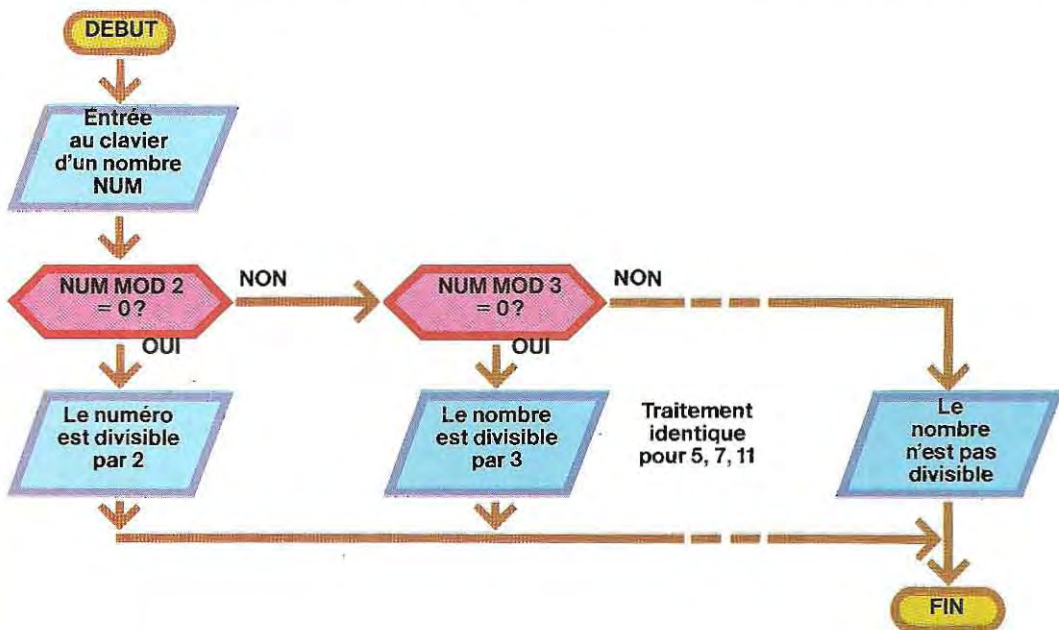 DEBUT
Entrée
au clavier
d'un nombre
NUM
NUM MOD 2
= 0?
NON
NUM MOD 3
= 0?
NON
OUI
OUI
Le numéro
est divisible
par 2
Le nombre
est divisible
par 3
Traitement
identique
pour 5, 7, 11
Le
nombre
n'est pas
divisible
FIN